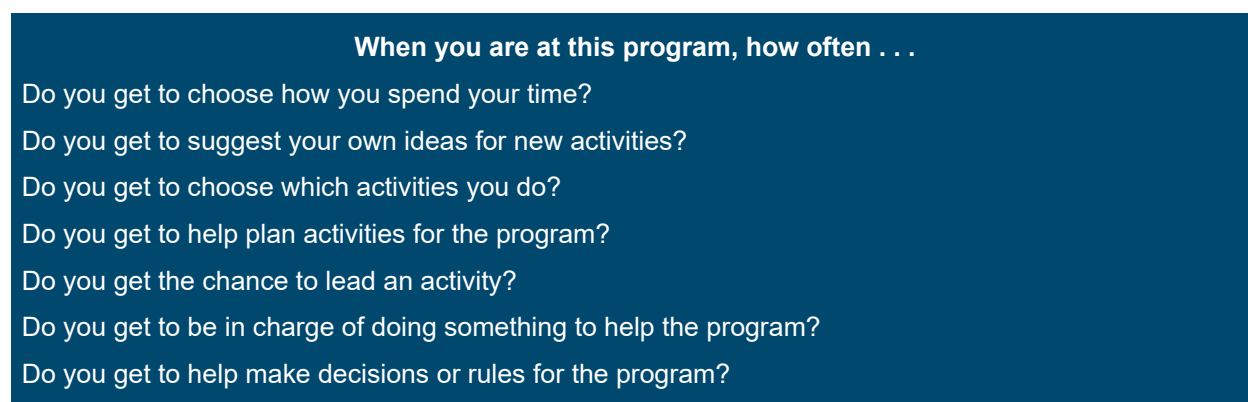 When you are at this program, how often . . .
Do you get to choose how you spend your time?
Do you get to suggest your own ideas for new activities?
Do you get to choose which activities you do?
Do you get to help plan activities for the program?
Do you get the chance to lead an activity?
Do you get to be in charge of doing something to help the program?
Do you get to help make decisions or rules for the program?